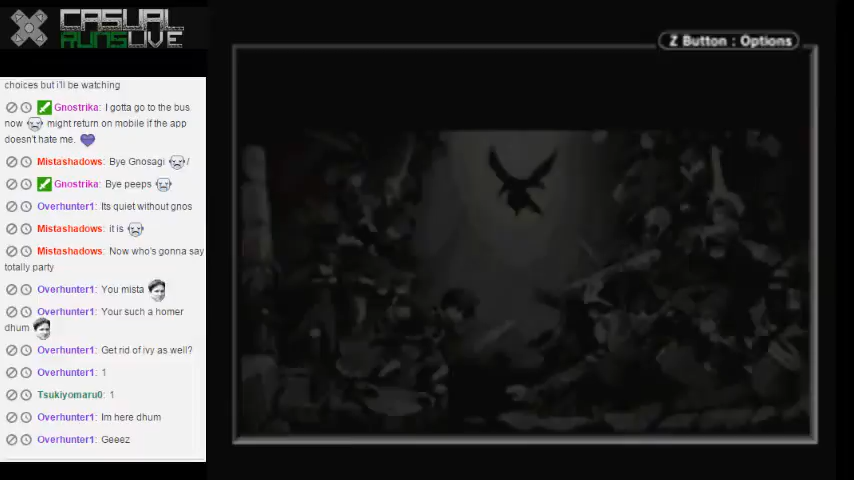 CASUAL
RUNSLIVE
Z Button : Options
choices but i'll be watching
Gnostrika: I gotta go to the bus
now might return on mobile if the app
doesn't hate me.
Mistashadows: Bye Gnosagi /
Gnostrika: Bye peeps
Overhunter1: Its quiet without gnos
Mistashadows: it is
Mistashadows: Now who's gonna say
totally party
Overhunter1: You mista
Overhunter1: Your such a homer
dhum
Overhunter1: Get rid of ivy as well?
Overhunter1: 1
Tsukiyomaru0: 1
Overhunter1: Im here dhum
Overhunter1: Geeez